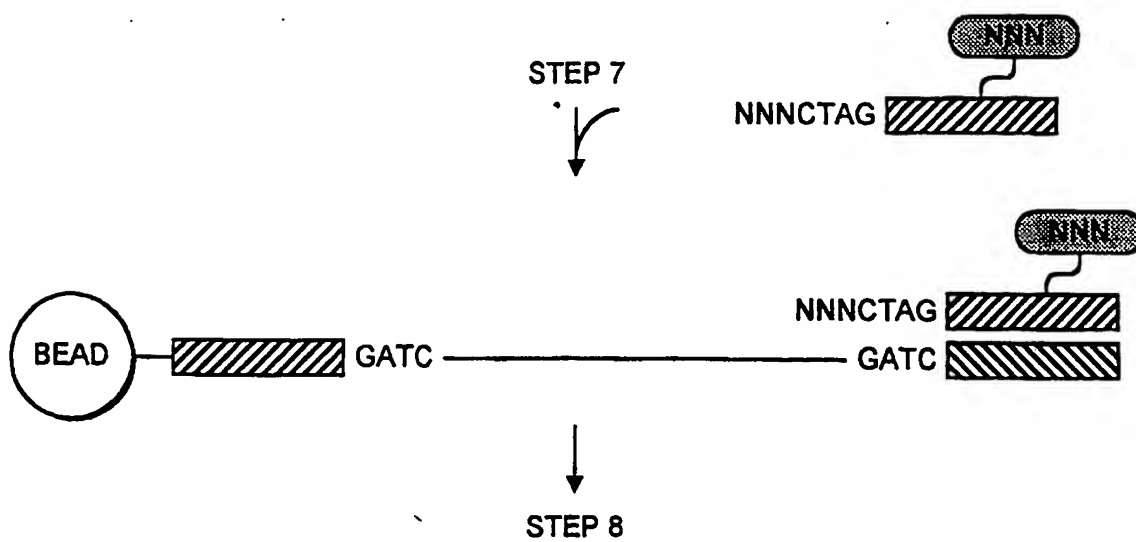 NNN
STEP 7
NNNCTAG
NNN
NNNCTAG
BEAD
GATC
GATC
STEP 8